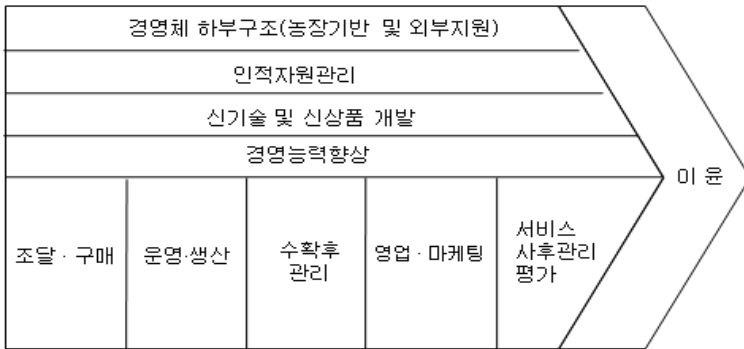 경영체 하부구조(농장기반 및 외부지원)
인적자원관리
신기술 및 신상품 개발
경영능력향상
이 윤
조달 · 구매
운영·생산
수확후
관리
영업 · 마케팅
서비스
사후관리
평가